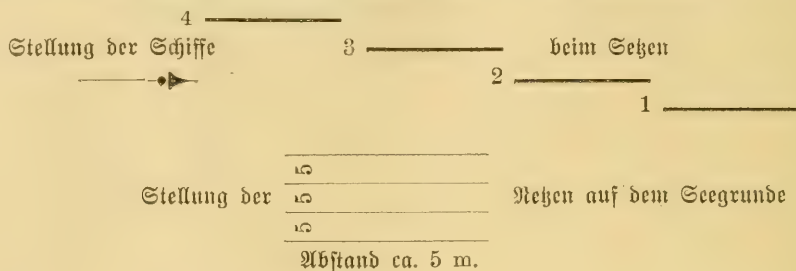 4
Stellung der Schiffe 3 beim Setzen
2
1
5
Stellung der 5 Netzen auf dem Seegrunde
5
Abstand ca. 5 m.